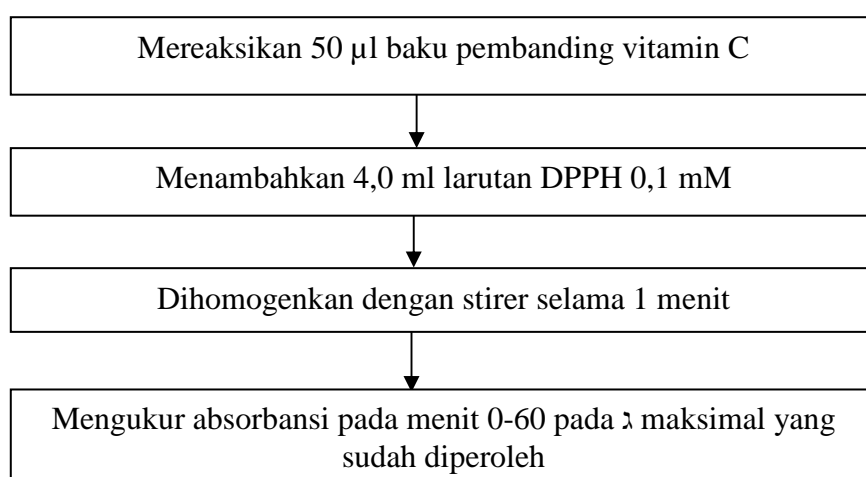 Mereaksikan 50 µl baku pembanding vitamin C
Menambahkan 4,0 ml larutan DPPH 0,1 mM
Dihomogenkan dengan stirer selama 1 menit
Mengukur absorbansi pada menit 0-60 pada ג maksimal yang
sudah diperoleh